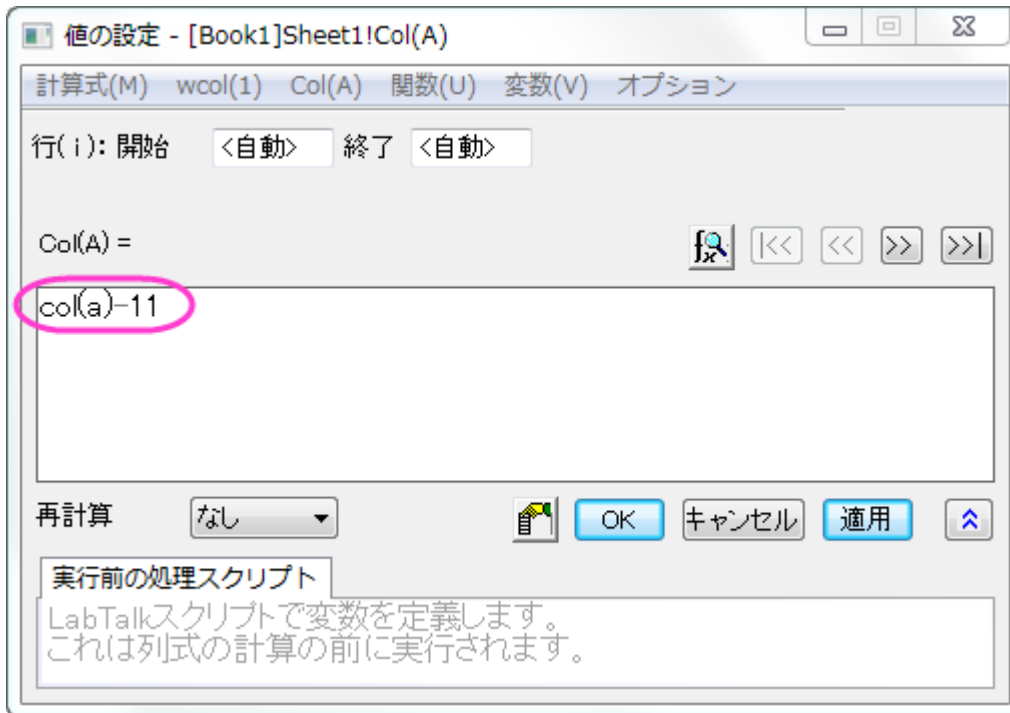 値の設定 - [Book1]Sheet1!Col(A)
計算式(M) wcol(1) Col(A) 関数(U) 変数(V) オプション
行(i): 開始 <自動> 終了 <自動>
Col(A) =
|<< << >> >>|
col(a)-11
再計算 なし OK キャンセル 適用
実行前の処理スクリプト
LabTalkスクリプトで変数を定義します。
これは列式の計算の前に実行されます。